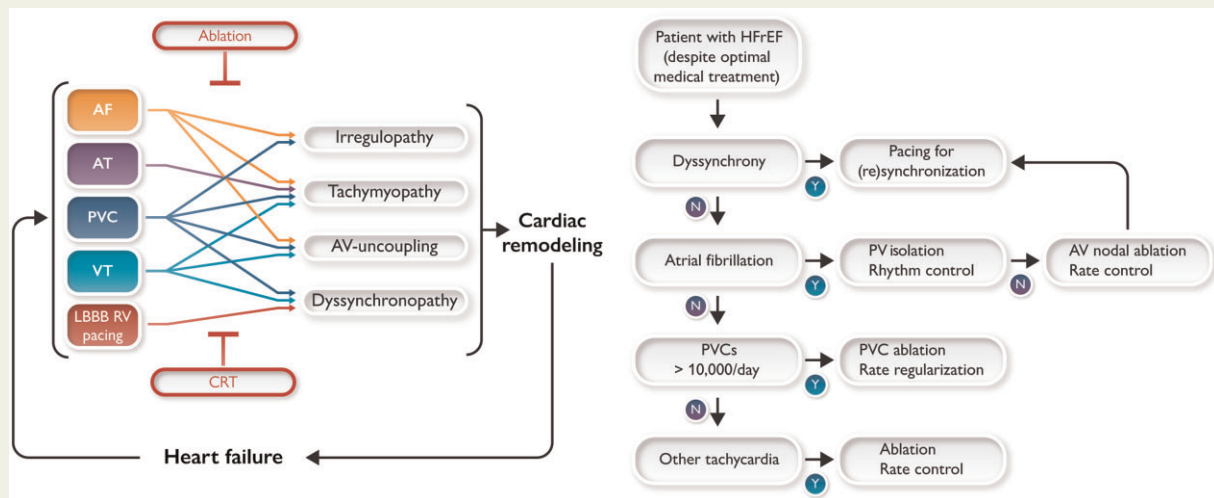 Ablation
AF
AT
PVC
VT
LBBB RV
pacing
Irregulopathy
Tachymyopathy
AV-uncoupling
Dyssynchronopathy
CRT
Cardiac
remodeling
Heart failure
Patient with HFrEF
(despite optimal
medical treatment)
Dyssynchrony
Y
Pacing for
(re)synchronization
N
Atrial fibrillation
Y
PV isolation
Rhythm control
N
AV nodal ablation
Rate control
N
PVCs
> 10,000/day
Y
PVC ablation
Rate regularization
N
Other tachycardia
Y
Ablation
Rate control